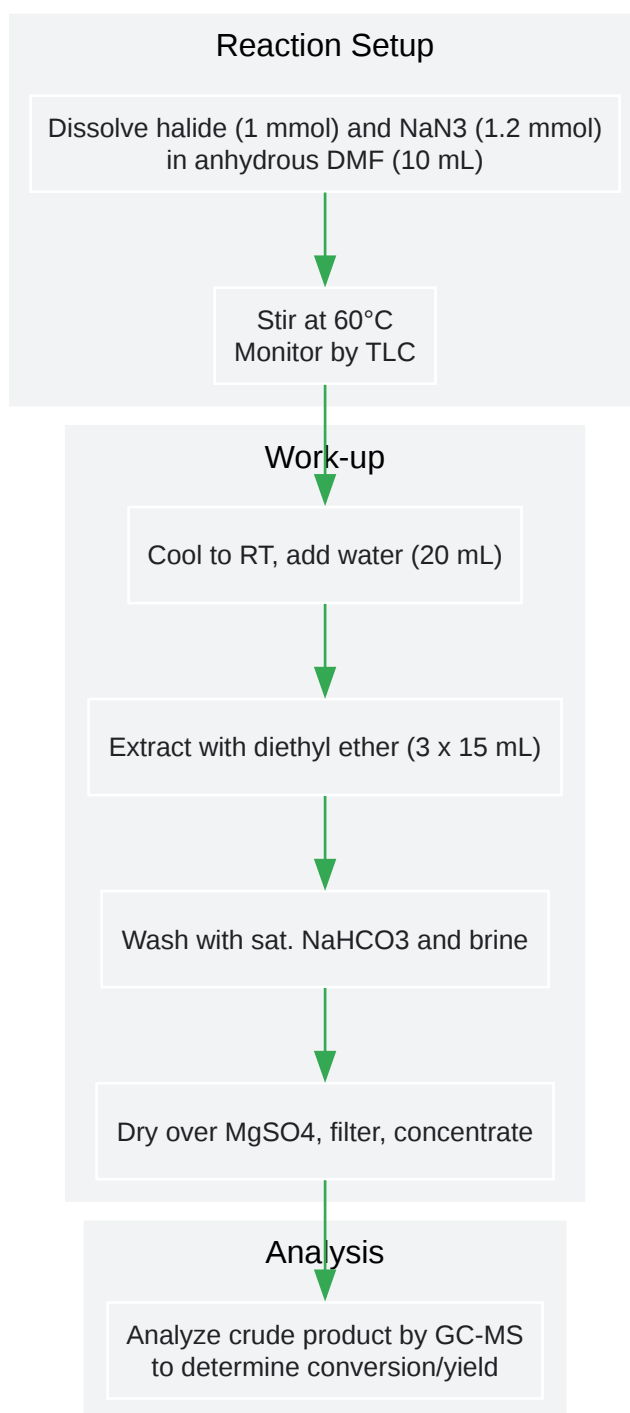 Reaction Setup
Dissolve halide (1 mmol) and NaN3 (1.2 mmol)
in anhydrous DMF (10 mL)
Stir at 60°C
Monitor by TLC
Work-up
Cool to RT, add water (20 mL)
Extract with diethyl ether (3 x 15 mL)
Wash with sat. NaHCO3 and brine
Dry over MgSO4, filter, concentrate
Analysis
Analyze crude product by GC-MS
to determine conversion/yield